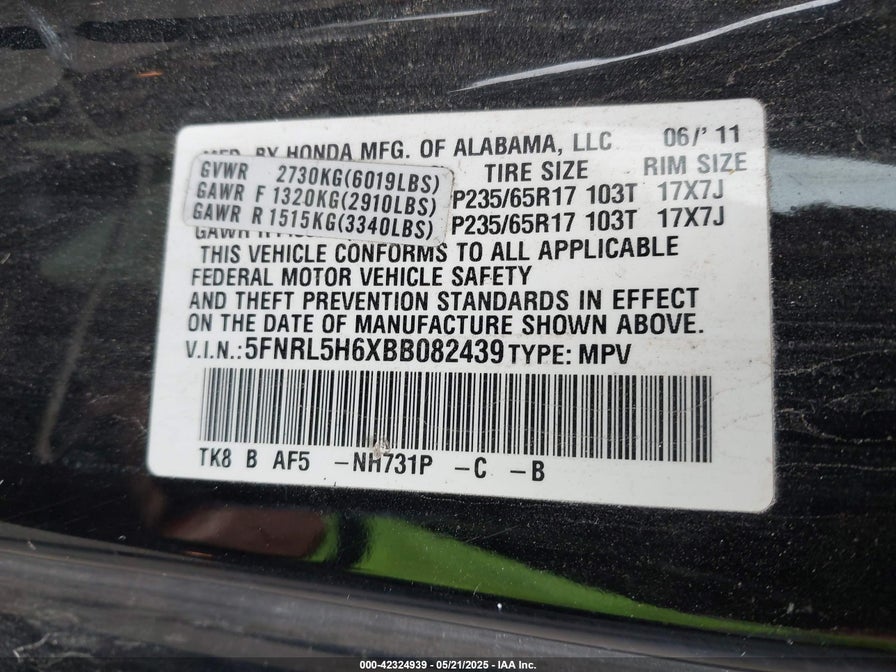 MFD. BY HONDA MFG. OF ALABAMA, LLC 06/' 11
TIRE SIZE RIM SIZE
GVWR 2730KG(6019LBS)
GAWR F 1320KG(2910LBS) P235/65R17 103T 17X7J
GAWR R 1515KG(3340LBS) P235/65R17 103T 17X7J
GAWR R
THIS VEHICLE CONFORMS TO ALL APPLICABLE
FEDERAL MOTOR VEHICLE SAFETY
AND THEFT PREVENTION STANDARDS IN EFFECT
ON THE DATE OF MANUFACTURE SHOWN ABOVE.
V.I.N.: 5FNRL5H6XBB082439 TYPE: MPV
TK8 B AF5 -NH731P -C -B
000-42324939 - 05/21/2025 - IAA Inc.